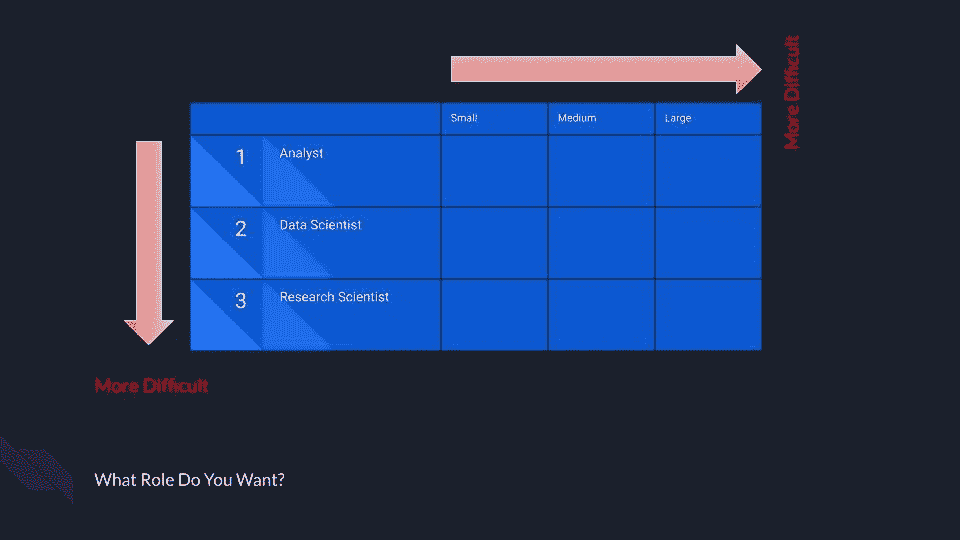 More Difficult
Small Medium Large
1 Analyst
2 Data Scientist
3 Research Scientist
More Difficult
What Role Do You Want?